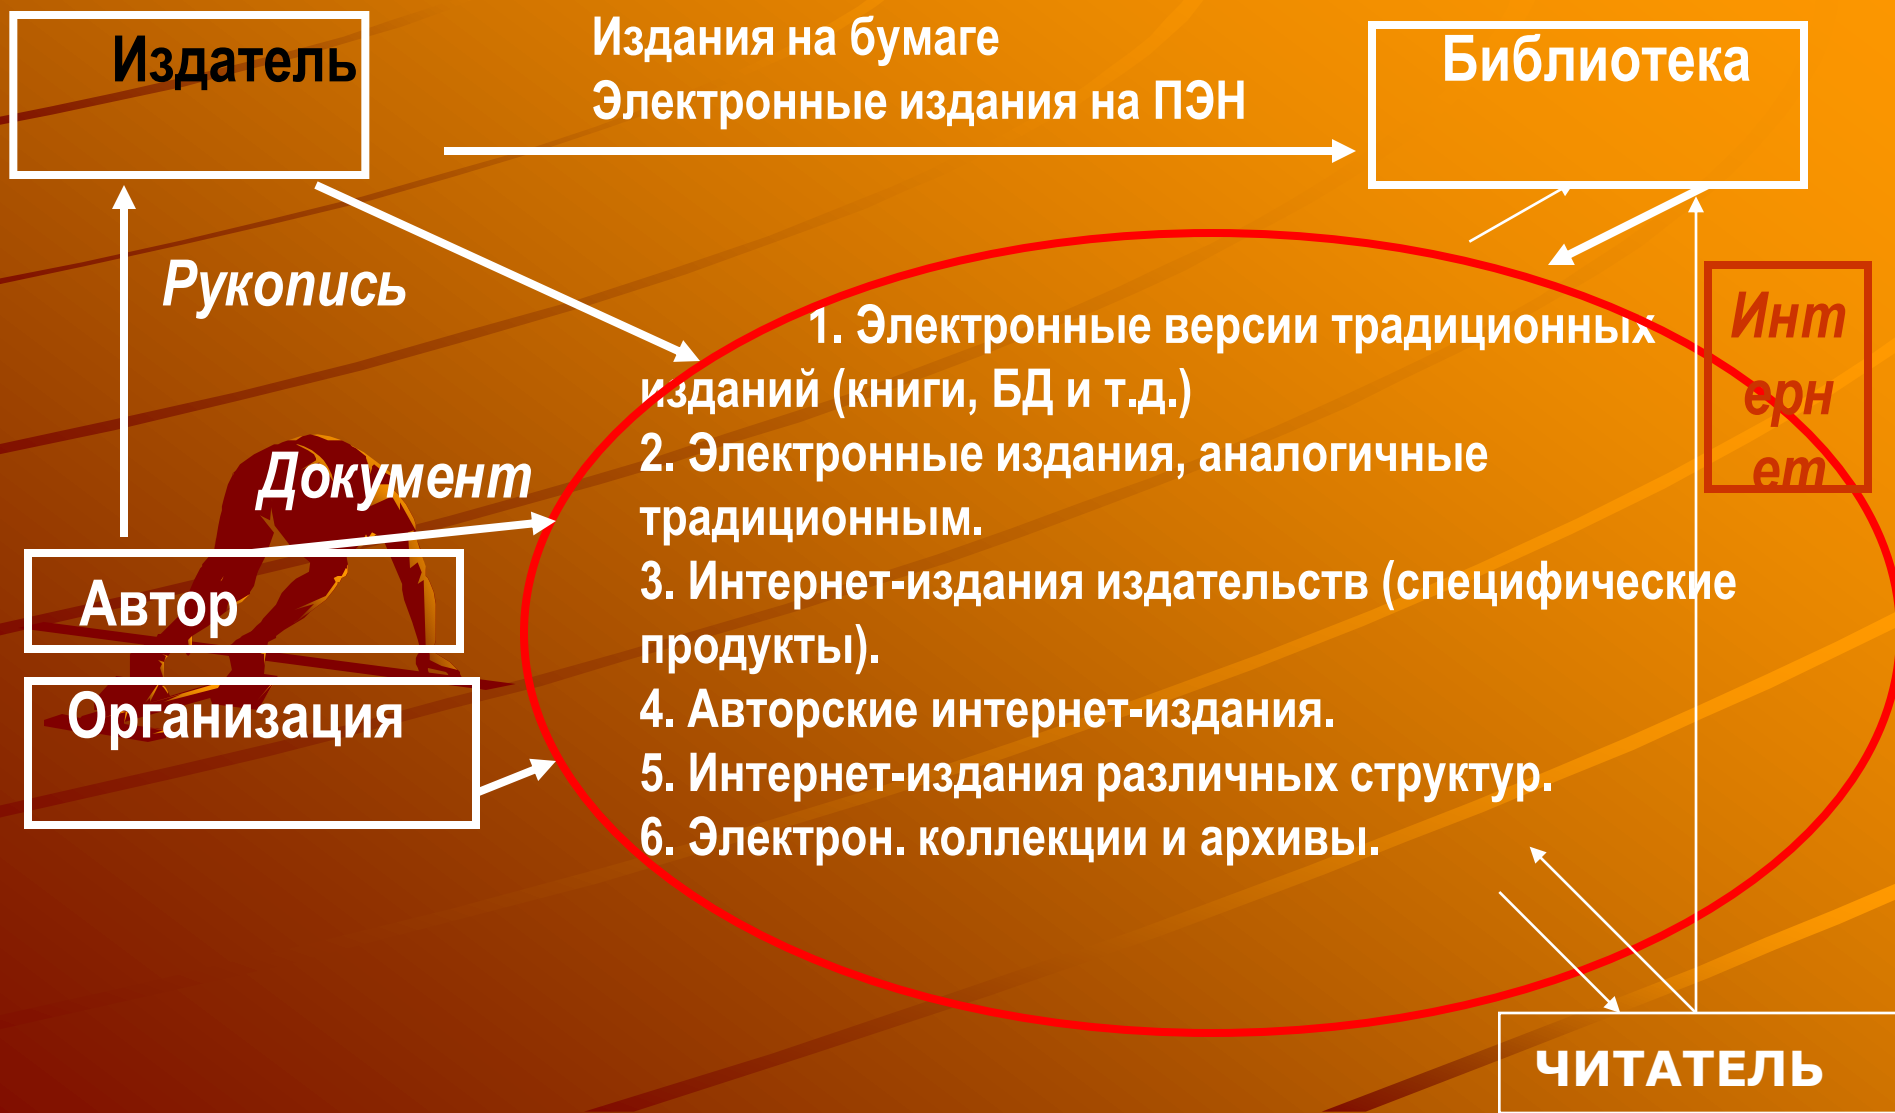 Издатель
Издания на бумаге
Электронные издания на ПЭН
Библиотека
Рукопись
Документ
Автор
Организация
1. Электронные версии традиционных
изданий (книги, БД и т.д.)
2. Электронные издания, аналогичные
традиционным.
3. Интернет-издания издательств (специфические
продукты).
4. Авторские интернет-издания.
5. Интернет-издания различных структур.
6. Электрон. коллекции и архивы.
Инт
ерн
ет
ЧИТАТЕЛЬ